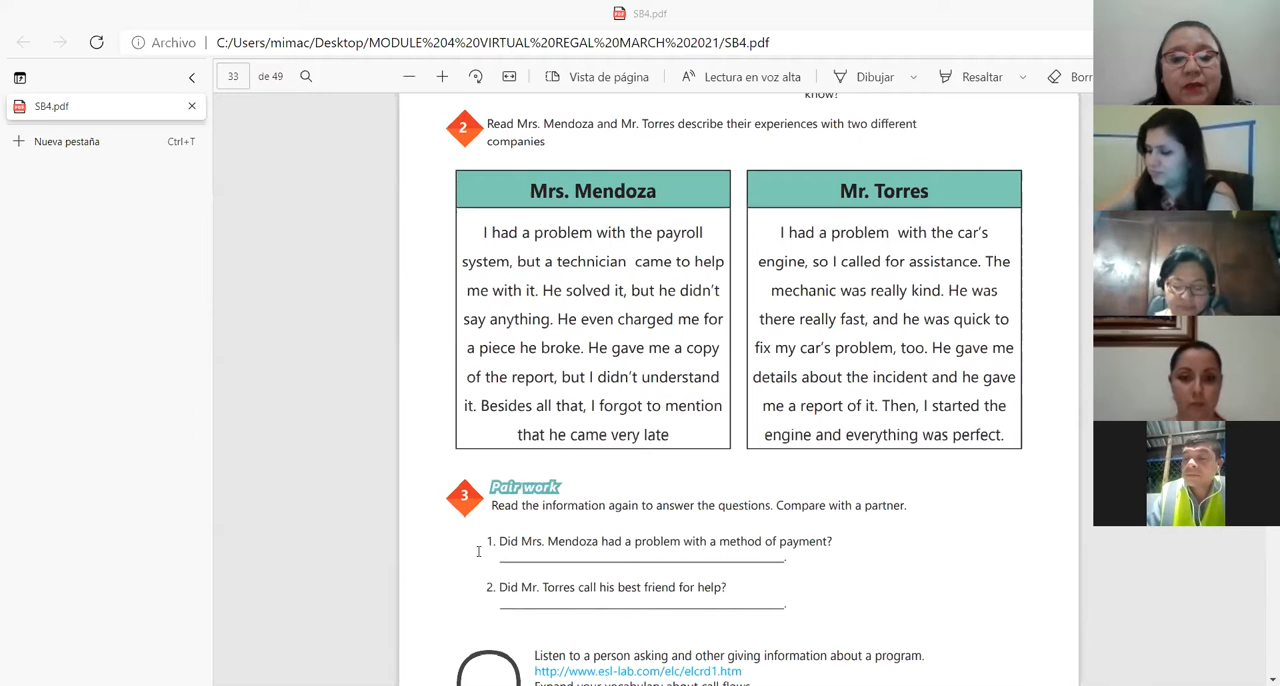 SB4.pdf
Archivo C:/Users/mimac/Desktop/MODULE%204%20VIRTUAL%20REGAL%20MARCH%202021/SB4.pdf
33 de 49 Vista de página Lectura en voz alta Dibujar Resaltar Borr
SB4.pdf
Nueva pestaña Ctrl+T
know?
2 Read Mrs. Mendoza and Mr. Torres describe their experiences with two different
companies
Mrs. Mendoza
I had a problem with the payroll
system, but a technician came to help
me with it. He solved it, but he didn't
say anything. He even charged me for
a piece he broke. He gave me a copy
of the report, but I didn't understand
it. Besides all that, I forgot to mention
that he came very late
Mr. Torres
I had a problem with the car's
engine, so I called for assistance. The
mechanic was really kind. He was
there really fast, and he was quick to
fix my car's problem, too. He gave me
details about the incident and he gave
me a report of it. Then, I started the
engine and everything was perfect.
3 Pair work
Read the information again to answer the questions. Compare with a partner.
1. Did Mrs. Mendoza had a problem with a method of payment?
2. Did Mr. Torres call his best friend for help?
Listen to a person asking and other giving information about a program.
http://www.esl-lab.com/elc/elcrd1.htm
Expand your vocabulary about call flows